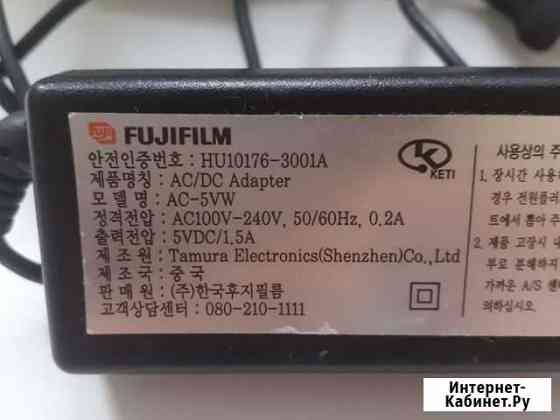 FUJIFILM
안전인증번호 : HU10176-3001A
제품명칭 : AC/DC Adapter
모 델 명 : AC-5VW
정격전압 : AC100V-240V, 50/60Hz, 0.2A
출력전압 : 5VDC/1.5A
제 조 원 : Tamura Electronics(Shenzhen)Co.,Ltd
제 조 국 : 중 국
판 매 원 : (주)한국후지필름
고객상담센터 : 080-210-1111
KETI
사용상의 주
1. 장시간 사용하
경우 전원플러
트에서 뽑아 주
2. 제품 고장시
부로 분해하지
가까운 A/S 센
의하십시오.
Интернет-
Кабинет.Ру